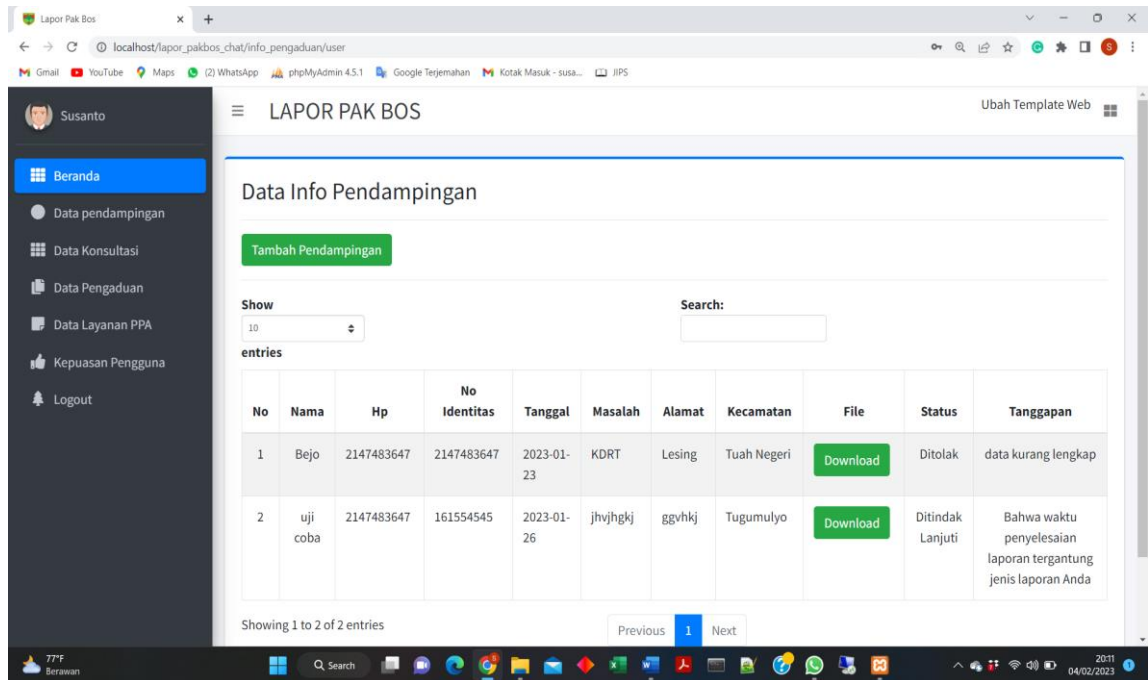 Lapor Pak Bos
localhost/lapor_pakbos_chat/info_pengaduan/user
Gmail YouTube Maps (2) WhatsApp phpMyAdmin 4.5.1 Google Terjemahan Kotak Masuk - susa... JIPS
Susanto
LAPOR PAK BOS
Ubah Template Web
Beranda
Data pendampingan
Data Konsultasi
Data Pengaduan
Data Layanan PPA
Kepuasan Pengguna
Logout
Data Info Pendampingan
Tambah Pendampingan
Show
10
entries
Search:
No Nama Hp No Identitas Tanggal Masalah Alamat Kecamatan File Status Tanggapan
1 Bejo 2147483647 2147483647 2023-01-23 KDRT Lesing Tuah Negeri Download Ditolak data kurang lengkap
2 uji coba 2147483647 161554545 2023-01-26 jhvjhgkj ggvhkj Tugumulyo Download Ditindak Lanjuti Bahwa waktu penyelesaian laporan tergantung jenis laporan Anda
Showing 1 to 2 of 2 entries
Previous 1 Next
77°F
Berawan
Search
20:11
04/02/2023